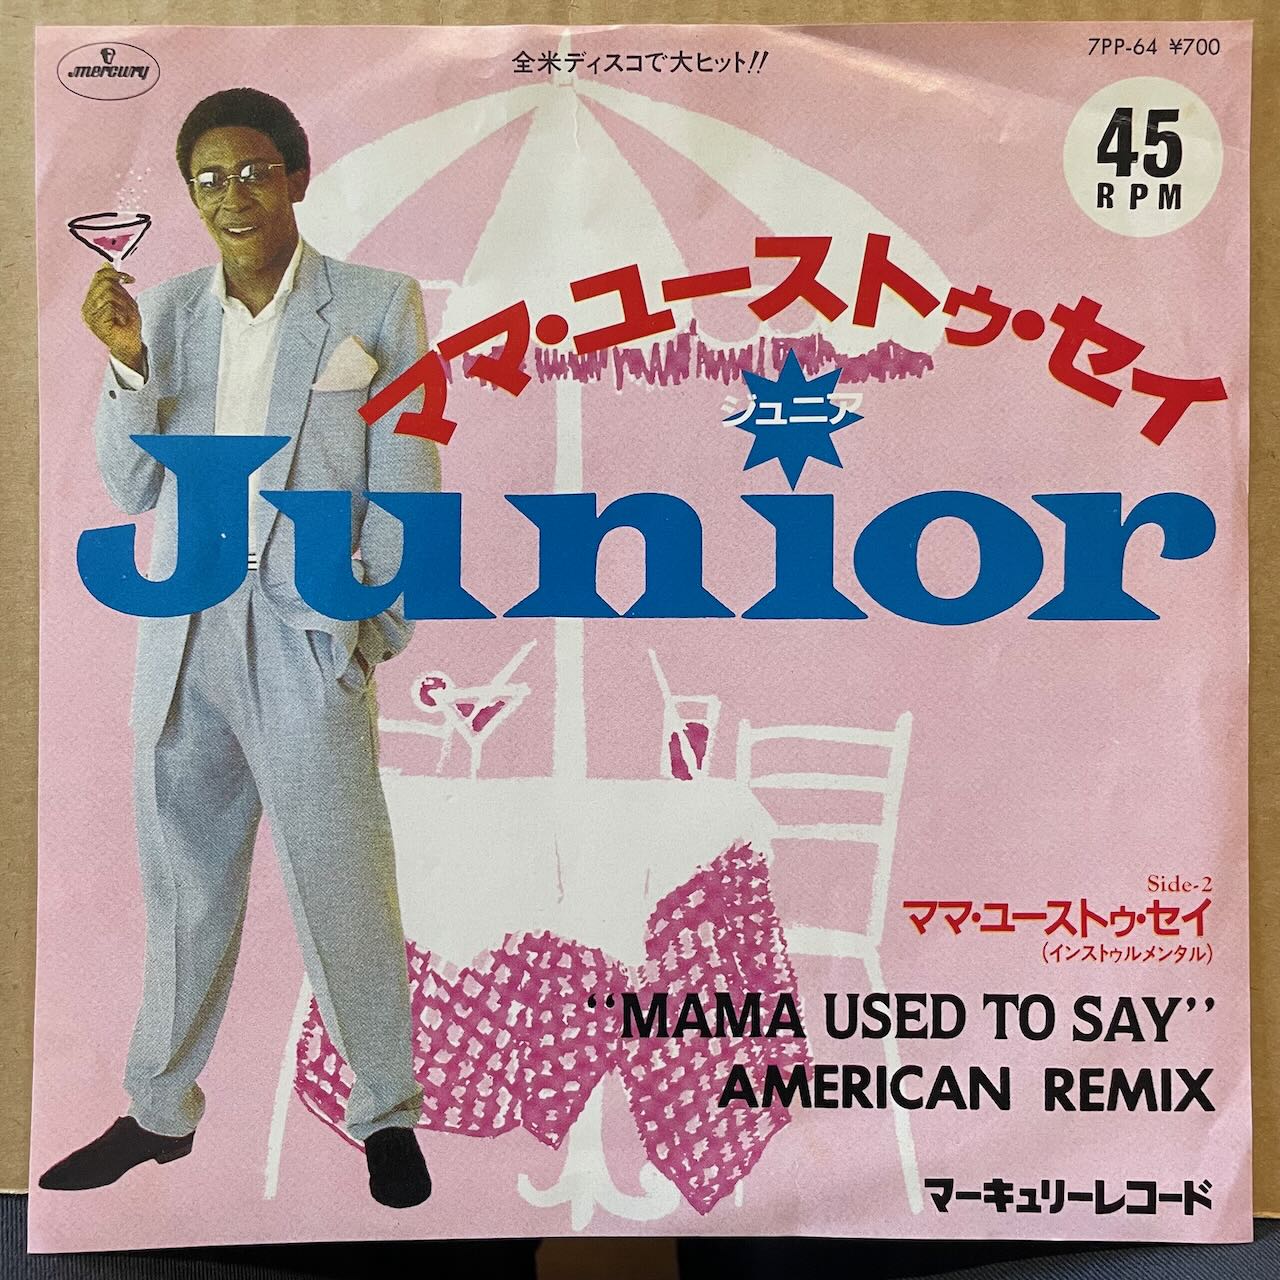 mercury
全米ディスコで大ヒット!!
7PP-64 ¥700
45
RPM
ママ・ユーストゥ・セイ
ジュニア
Junior
Side-2
ママ・ユーストゥ・セイ
(インストゥルメンタル)
“MAMA USED TO SAY”
AMERICAN REMIX
マーキュリーレコード